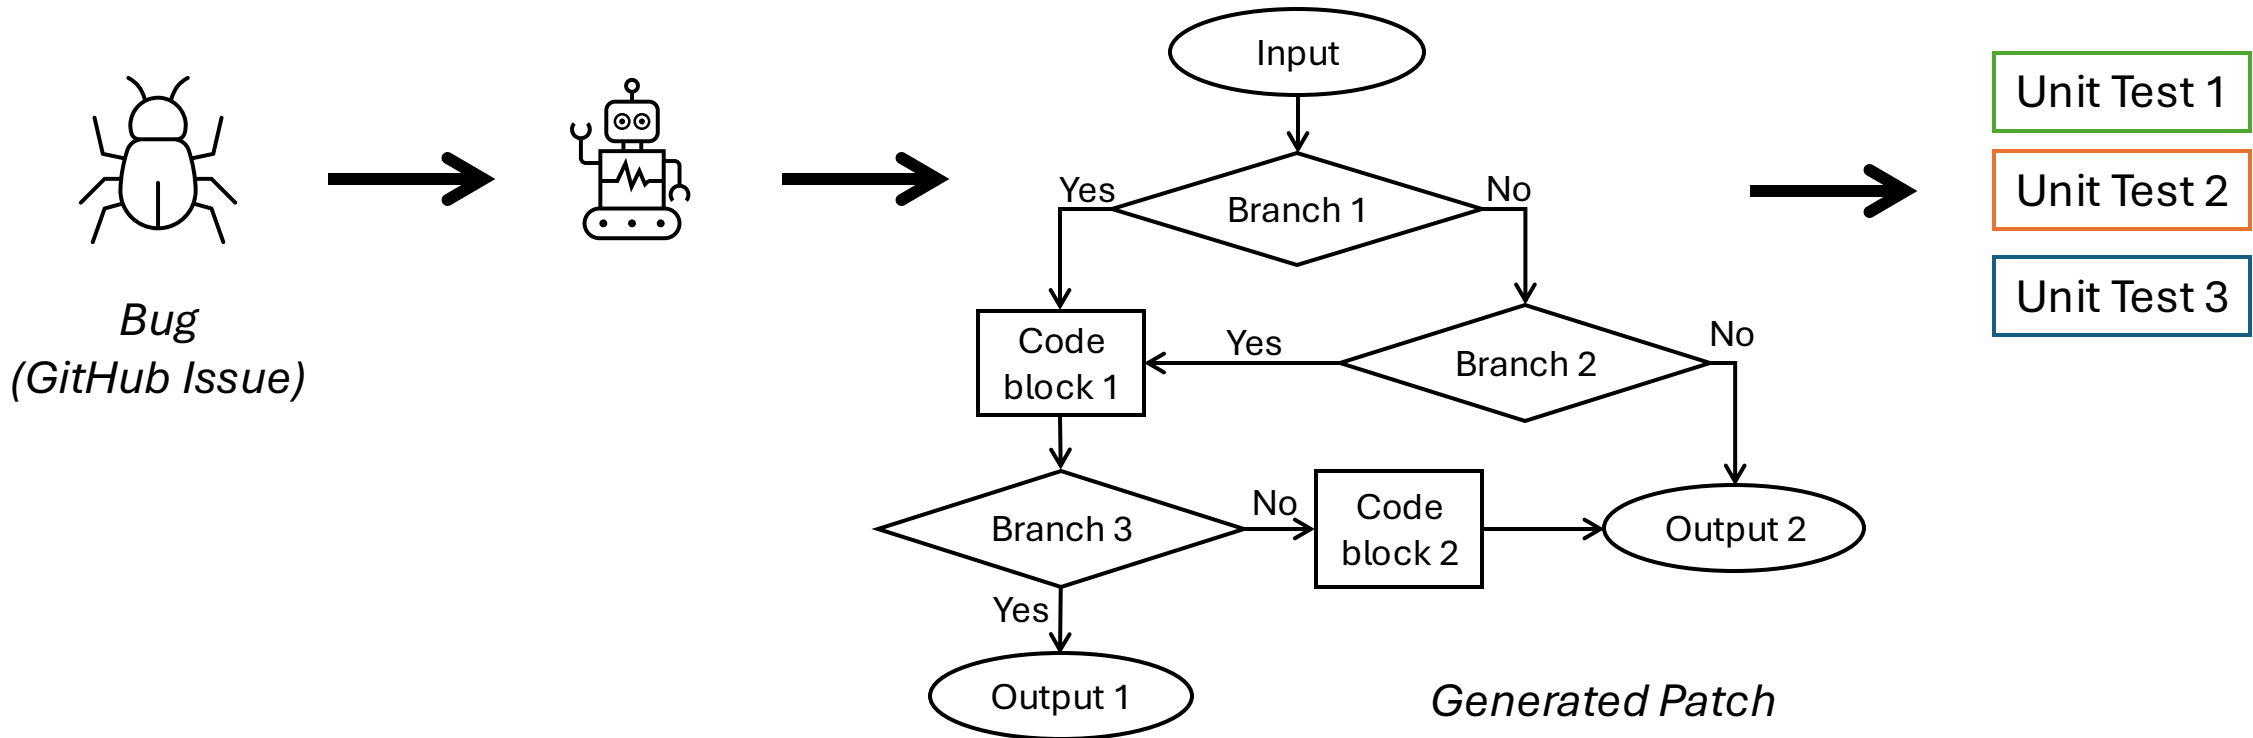 Bug
(GitHub Issue)
Input
Branch 1
Yes
No
Code
block 1
Yes
Branch 2
No
Branch 3
No
Code
block 2
Output 2
Yes
Output 1
Generated Patch
Unit Test 1
Unit Test 2
Unit Test 3